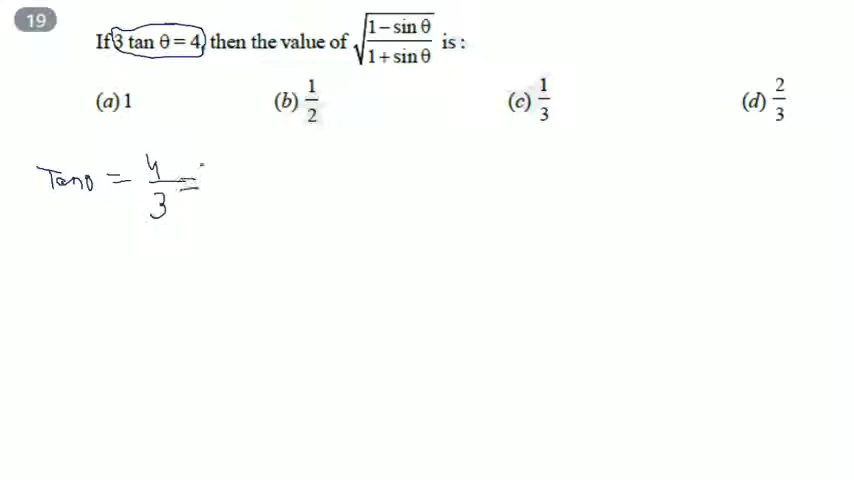 19
If 3 tan θ = 4, then the value of √((1 − sin θ)/(1 + sin θ)) is :
(a) 1 (b) 1/2 (c) 1/3 (d) 2/3
Tanθ = 4/3 =